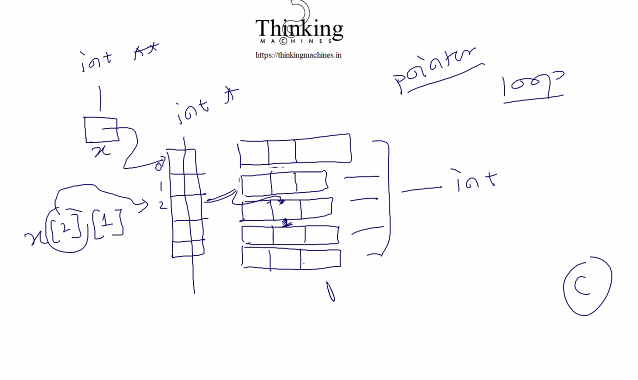 Thinking
MACHINES
https://thinkingmachines.in
int **
pointer
loop
int *
x
0
1
2
int
x[2][1]
C